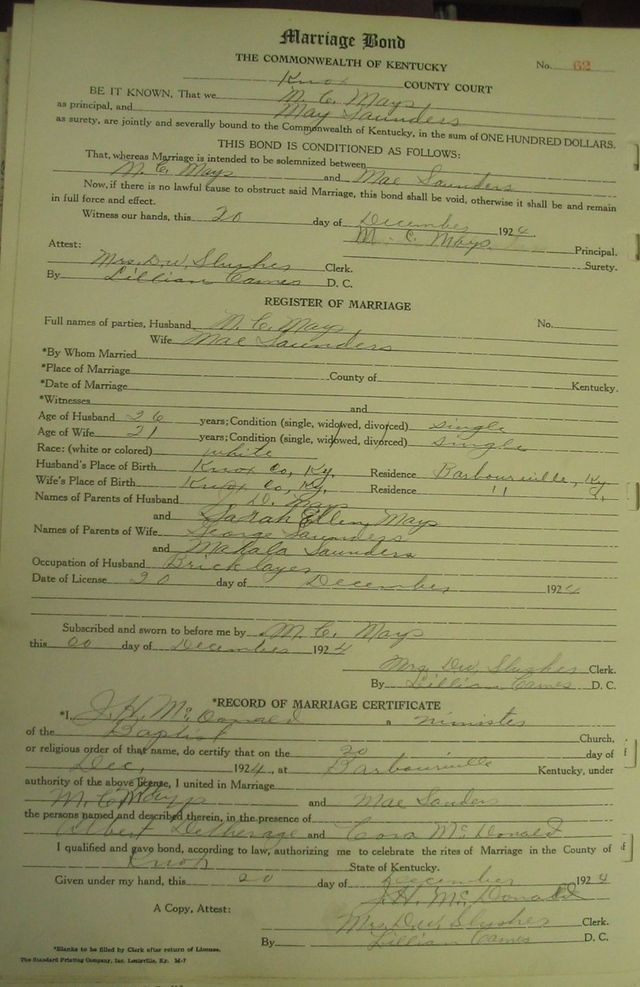 Marriage Bond
THE COMMONWEALTH OF KENTUCKY
No. 62
Knox COUNTY COURT
BE IT KNOWN, That we M. C. Mays
as principal, and May Saunders
as surety, are jointly and severally bound to the Commonwealth of Kentucky, in the sum of ONE HUNDRED DOLLARS.
THIS BOND IS CONDITIONED AS FOLLOWS:
That, whereas Marriage is intended to be solemnized between
M. C. Mays and Mae Saunders
Now, if there is no lawful cause to obstruct said Marriage, this bond shall be void, otherwise it shall be and remain
in full force and effect.
Witness our hands, this 20 day of December 1924
M. C. Mays Principal.
Surety.
Attest:
Mrs. D.W. Slusher Clerk.
By Lillian D. C.
REGISTER OF MARRIAGE
Full names of parties, Husband M. C. Mays No.
Wife Mae Saunders
*By Whom Married
*Place of Marriage County of Kentucky.
*Date of Marriage
*Witnesses and
Age of Husband 26 years; Condition (single, widowed, divorced) single
Age of Wife 21 years; Condition (single, widowed, divorced) single
Race: (white or colored) white
Husband's Place of Birth Knox Co, Ky. Residence Barbourville, Ky
Wife's Place of Birth Knox Co, Ky. Residence " "
Names of Parents of Husband D. Mays
and Sarah Ellen Mays
Names of Parents of Wife George Saunders
and Mahala Saunders
Occupation of Husband Brick layer
Date of License 20 day of December 1924
Subscribed and sworn to before me by M. C. Mays
this 20 day of December 1924
Mrs. D.W. Slusher Clerk.
By Lillian D. C.
*RECORD OF MARRIAGE CERTIFICATE
*I, J. H. McDonald a minister
of the Baptist Church,
or religious order of that name, do certify that on the 20 day of
Dec. 1924, at Barbourville Kentucky, under
authority of the above license, I united in Marriage
M. C. Mays and Mae Sanders
the persons named and described therein, in the presence of
Albert Detherage and Cora McDonald
I qualified and gave bond, according to law, authorizing me to celebrate the rites of Marriage in the County of
Knox State of Kentucky.
Given under my hand, this 20 day of December 1924
J. H. McDonald
A Copy, Attest:
Mrs. D.W. Slusher Clerk.
By Lillian D. C.
*Blanks to be filled by Clerk after return of License.
The Standard Printing Company, Inc. Louisville, Ky. M-7